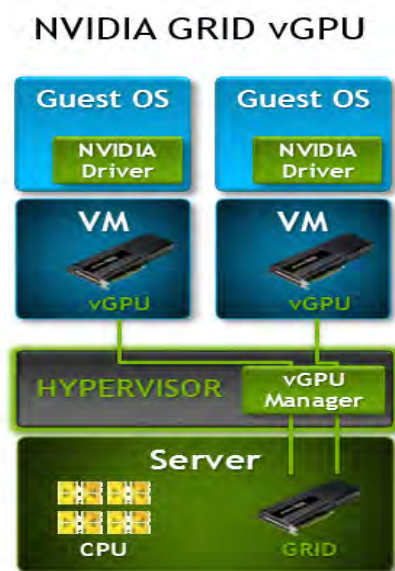 NVIDIA GRID vGPU
Guest OS
Guest OS
NVIDIA
Driver
NVIDIA
Driver
VM
VM
vGPU
vGPU
HYPERVISOR
vGPU
Manager
Server
CPU
GRID